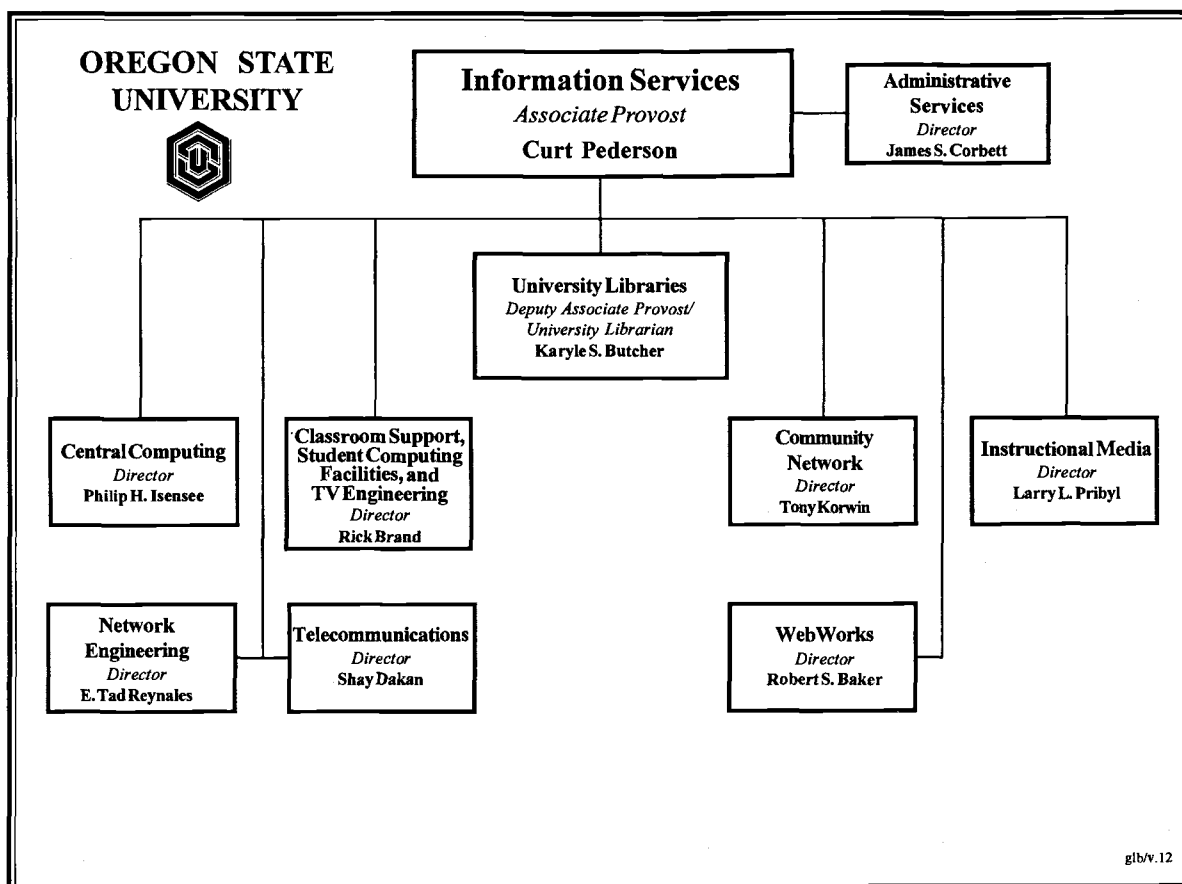 OREGON STATE
UNIVERSITY
OSU
Information Services
Associate Provost
Curt Pederson
Administrative
Services
Director
James S. Corbett
University Libraries
Deputy Associate Provost/
University Librarian
Karyle S. Butcher
Central Computing
Director
Philip H. Isensee
Classroom Support,
Student Computing
Facilities, and
TV Engineering
Director
Rick Brand
Community
Network
Director
Tony Korwin
Instructional Media
Director
Larry L. Pribyl
Network
Engineering
Director
E. Tad Reynales
Telecommunications
Director
Shay Dakan
WebWorks
Director
Robert S. Baker
glb/v.12